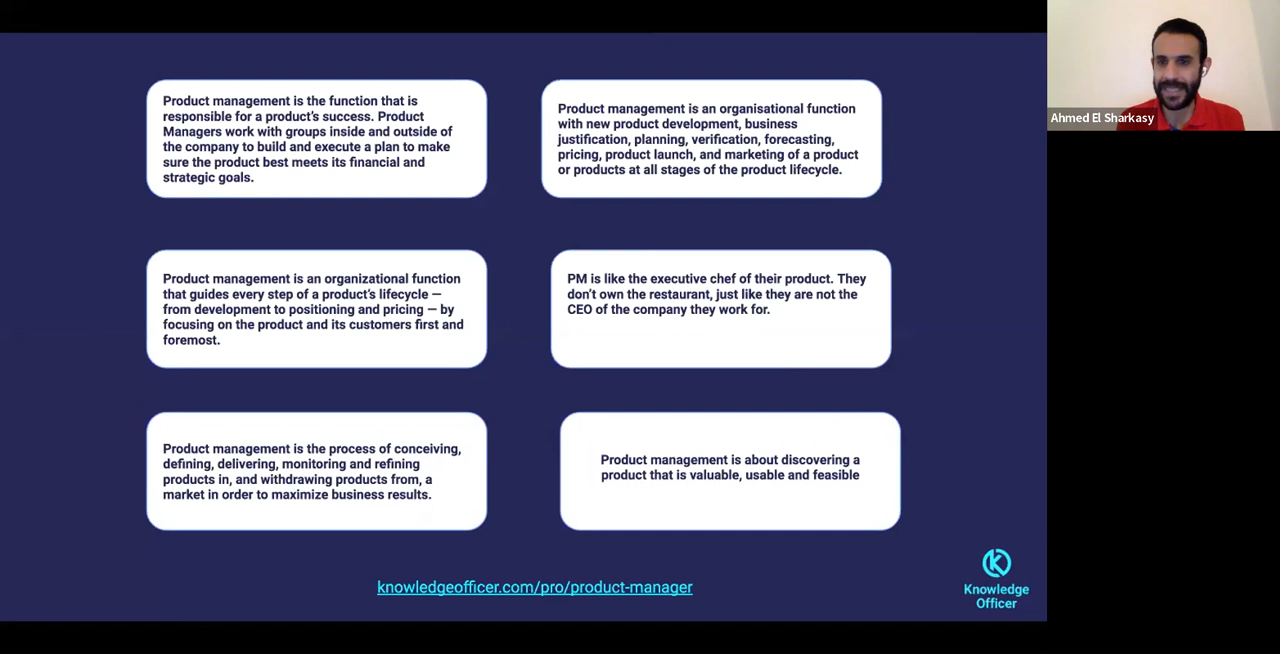 Product management is the function that is
responsible for a product's success. Product
Managers work with groups inside and outside of
the company to build and execute a plan to make
sure the product best meets its financial and
strategic goals.
Product management is an organisational function
with new product development, business
justification, planning, verification, forecasting,
pricing, product launch, and marketing of a product
or products at all stages of the product lifecycle.
Product management is an organizational function
that guides every step of a product's lifecycle —
from development to positioning and pricing — by
focusing on the product and its customers first and
foremost.
PM is like the executive chef of their product. They
don't own the restaurant, just like they are not the
CEO of the company they work for.
Product management is the process of conceiving,
defining, delivering, monitoring and refining
products in, and withdrawing products from, a
market in order to maximize business results.
Product management is about discovering a
product that is valuable, usable and feasible
knowledgeofficer.com/pro/product-manager
Knowledge
Officer
Ahmed El Sharkasy